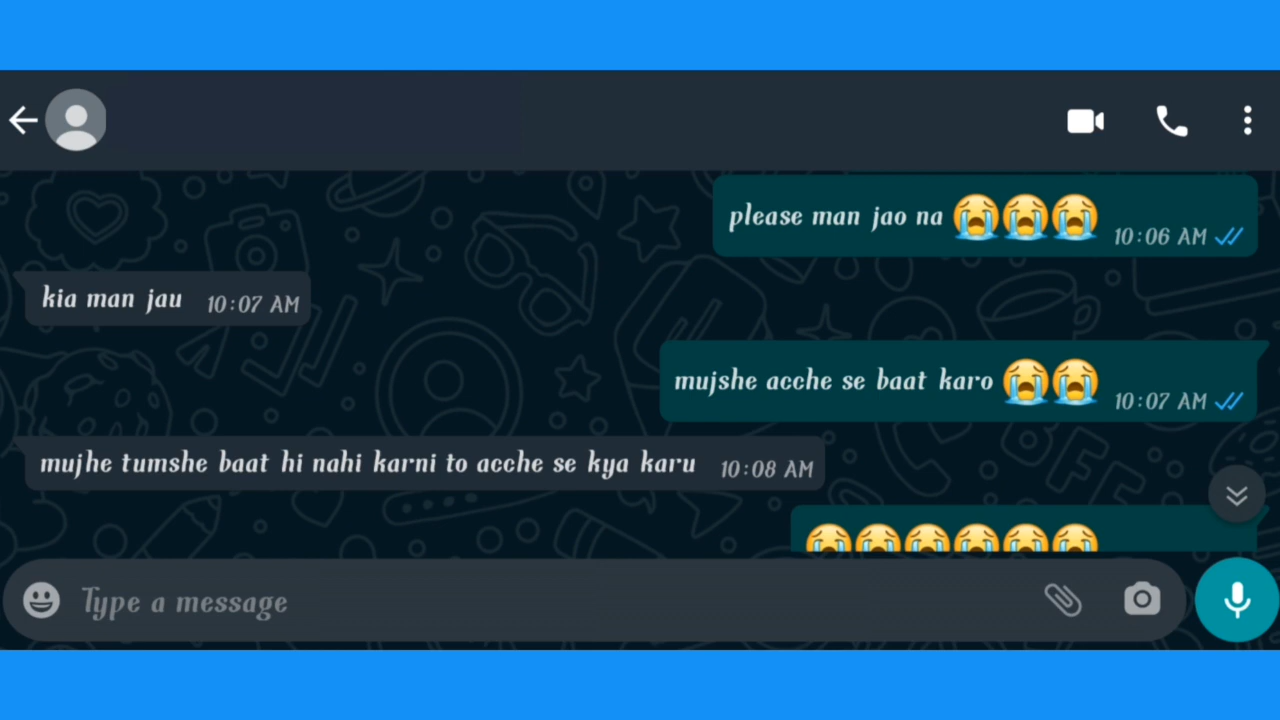 please man jao na 😭😭😭 10:06 AM
kia man jau 10:07 AM
mujshe acche se baat karo 😭😭 10:07 AM
mujhe tumshe baat hi nahi karni to acche se kya karu 10:08 AM
😭😭😭😭😭😭
Type a message